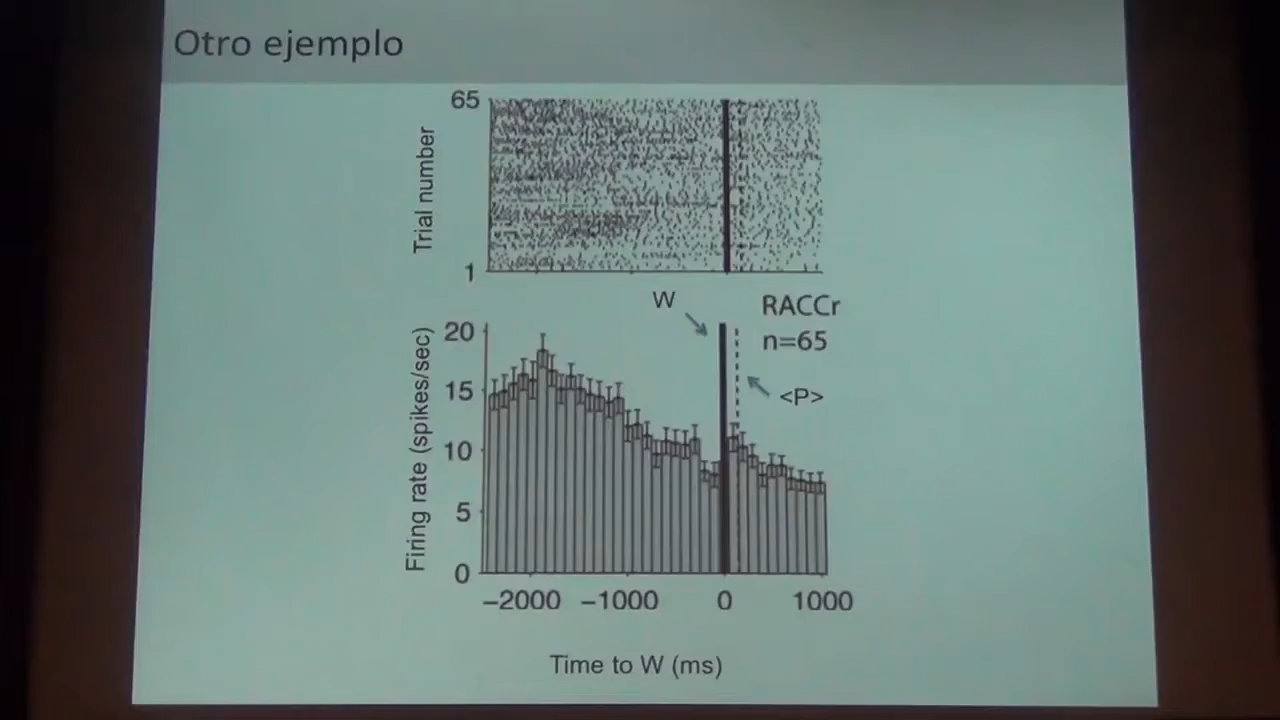 Otro ejemplo
65
Trial number
1
W
RACCr
n=65
<P>
20
15
10
5
0
Firing rate (spikes/sec)
−2000 −1000 0 1000
Time to W (ms)